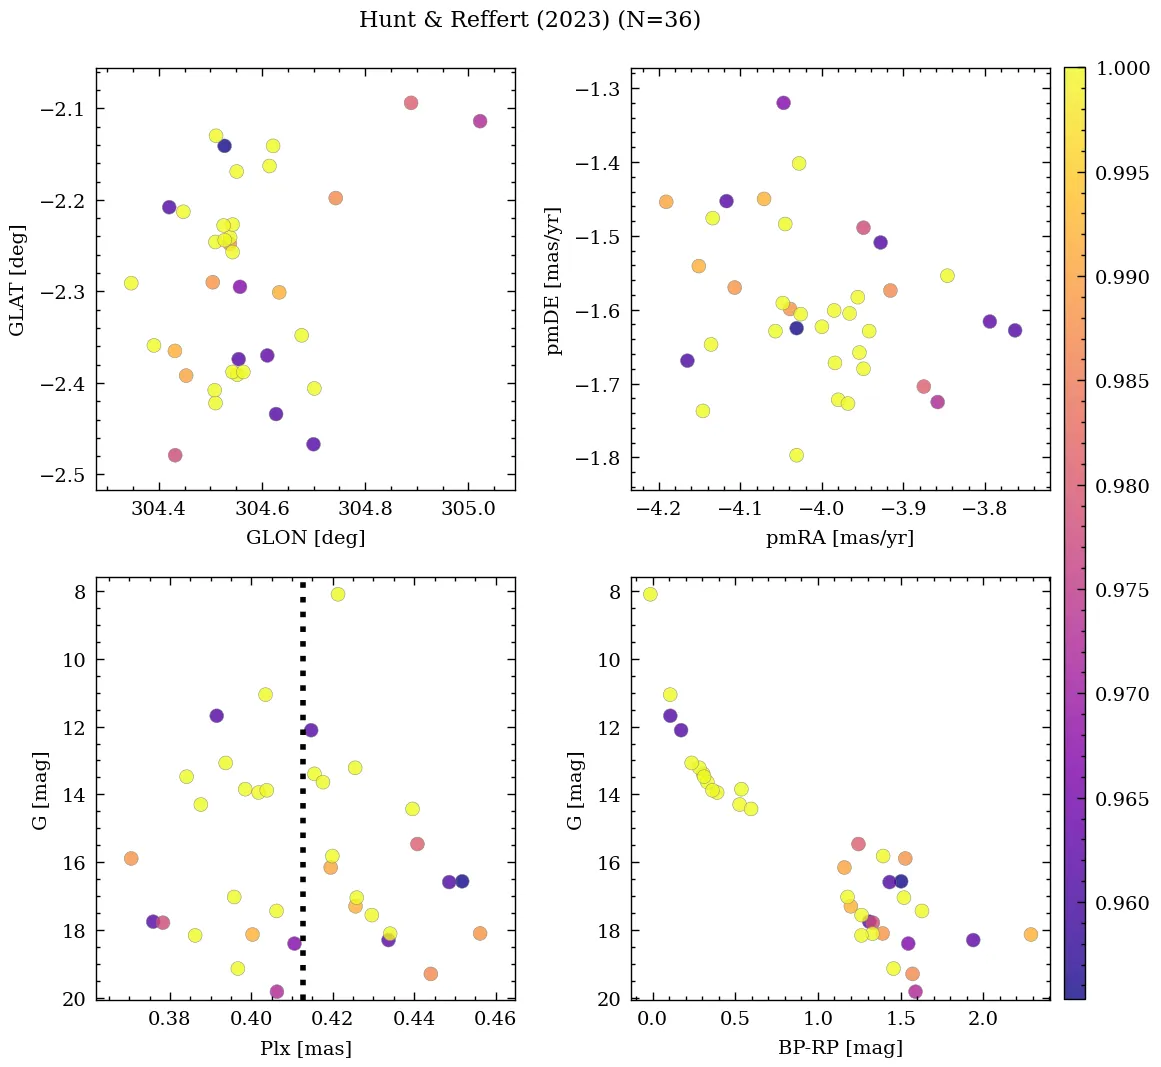 Hunt & Reffert (2023) (N=36)
−2.1
−2.2
−2.3
−2.4
−2.5
GLAT [deg]
304.4 304.6 304.8 305.0
GLON [deg]
−1.3
−1.4
−1.5
−1.6
−1.7
−1.8
pmDE [mas/yr]
−4.2 −4.1 −4.0 −3.9 −3.8
pmRA [mas/yr]
8
10
12
14
16
18
20
G [mag]
0.38 0.40 0.42 0.44 0.46
Plx [mas]
8
10
12
14
16
18
20
G [mag]
0.0 0.5 1.0 1.5 2.0
BP-RP [mag]
1.000
0.995
0.990
0.985
0.980
0.975
0.970
0.965
0.960